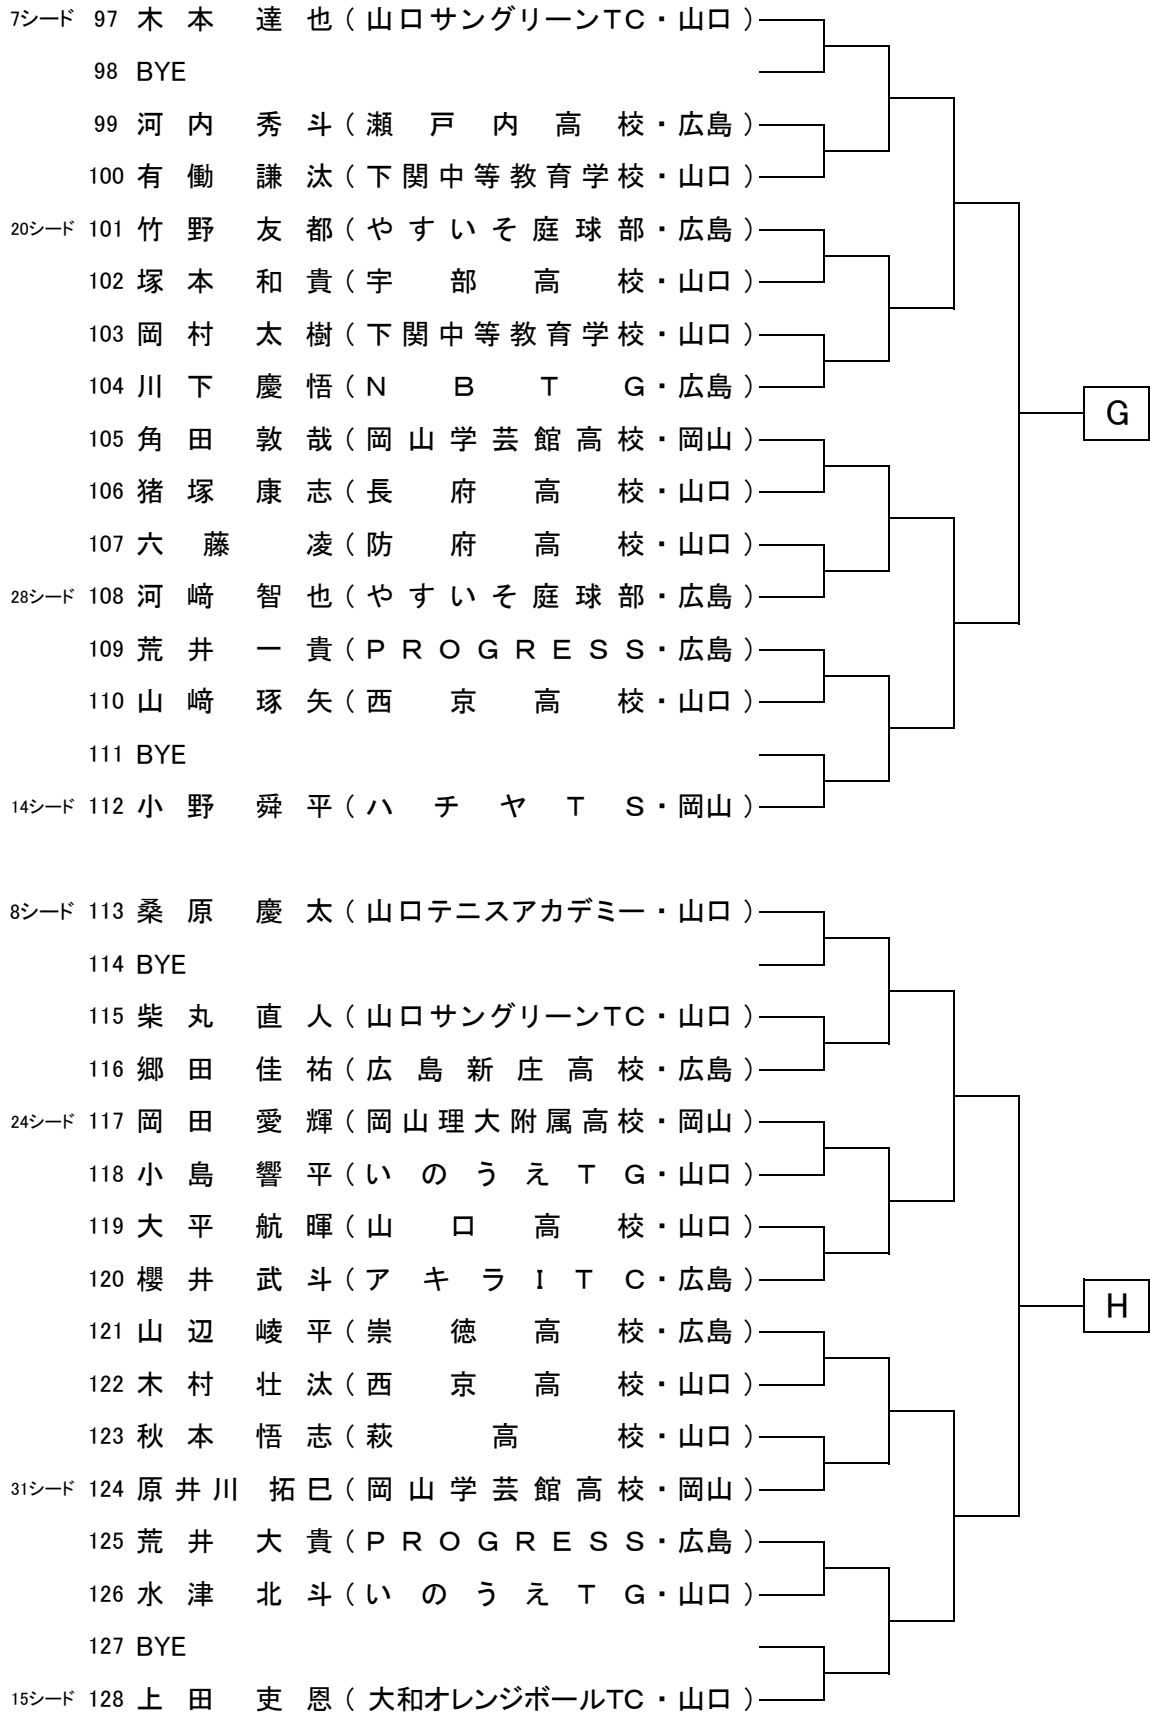 7シード 97 木本 達也（山口サングリーンTC・山口）
98 BYE
99 河内 秀斗（瀬戸内高校・広島）
100 有働 謙汰（下関中等教育学校・山口）
20シード 101 竹野 友都（やすいそ庭球部・広島）
102 塚本 和貴（宇部高校・山口）
103 岡村 太樹（下関中等教育学校・山口）
104 川下 慶悟（NBTG・広島）
G
105 角田 敦哉（岡山学芸館高校・岡山）
106 猪塚 康志（長府高校・山口）
107 六藤 凌（防府高校・山口）
28シード 108 河﨑 智也（やすいそ庭球部・広島）
109 荒井 一貴（PROGRESS・広島）
110 山﨑 琢矢（西京高校・山口）
111 BYE
14シード 112 小野 舜平（ハチヤTS・岡山）
8シード 113 桑原 慶太（山口テニスアカデミー・山口）
114 BYE
115 柴丸 直人（山口サングリーンTC・山口）
116 郷田 佳祐（広島新庄高校・広島）
24シード 117 岡田 愛輝（岡山理大附属高校・岡山）
118 小島 響平（いのうえTG・山口）
119 大平 航暉（山口高校・山口）
120 櫻井 武斗（アキラITC・広島）
H
121 山辺 崚平（崇徳高校・広島）
122 木村 壮汰（西京高校・山口）
123 秋本 悟志（萩高校・山口）
31シード 124 原井川 拓巳（岡山学芸館高校・岡山）
125 荒井 大貴（PROGRESS・広島）
126 水津 北斗（いのうえTG・山口）
127 BYE
15シード 128 上田 吏恩（大和オレンジボールTC・山口）